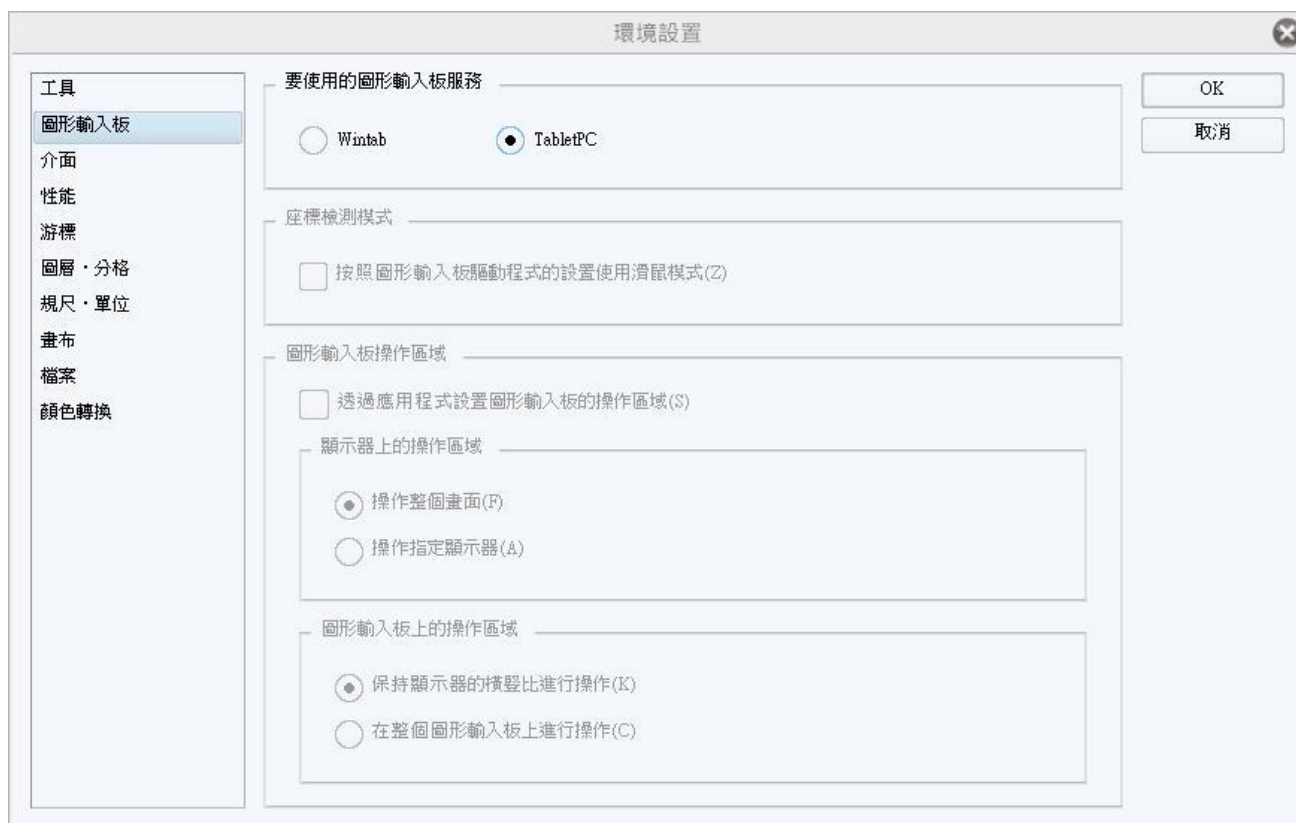 環境設置
工具
圖形輸入板
介面
性能
游標
圖層・分格
規尺・單位
畫布
檔案
顏色轉換
要使用的圖形輸入板服務
Wintab
TabletPC
座標檢測模式
按照圖形輸入板驅動程式的設置使用滑鼠模式(Z)
圖形輸入板操作區域
透過應用程式設置圖形輸入板的操作區域(S)
顯示器上的操作區域
操作整個畫面(F)
操作指定顯示器(A)
圖形輸入板上的操作區域
保持顯示器的橫豎比進行操作(K)
在整個圖形輸入板上進行操作(C)
OK
取消